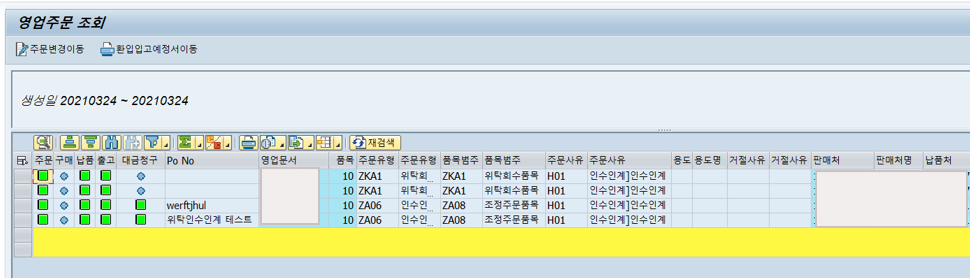 영업주문 조회
주문변경이동 환입입고예정서이동
생성일 20210324 ~ 20210324
재검색
주문 구매 납품 출고 대금청구 Po No 영업문서 품목 주문유형 주문유형 품목범주 품목범주 주문사유 주문사유 용도 용도명 거절사유 거절사유 판매처 판매처명 납품처
10 ZKA1 위탁회... ZKA1 위탁회수품목 H01 인수인계]인수인계
10 ZKA1 위탁회... ZKA1 위탁회수품목 H01 인수인계]인수인계
werftjhul 10 ZA06 인수인... ZA08 조정주문품목 H01 인수인계]인수인계
위탁인수인계 테스트 10 ZA06 인수인... ZA08 조정주문품목 H01 인수인계]인수인계